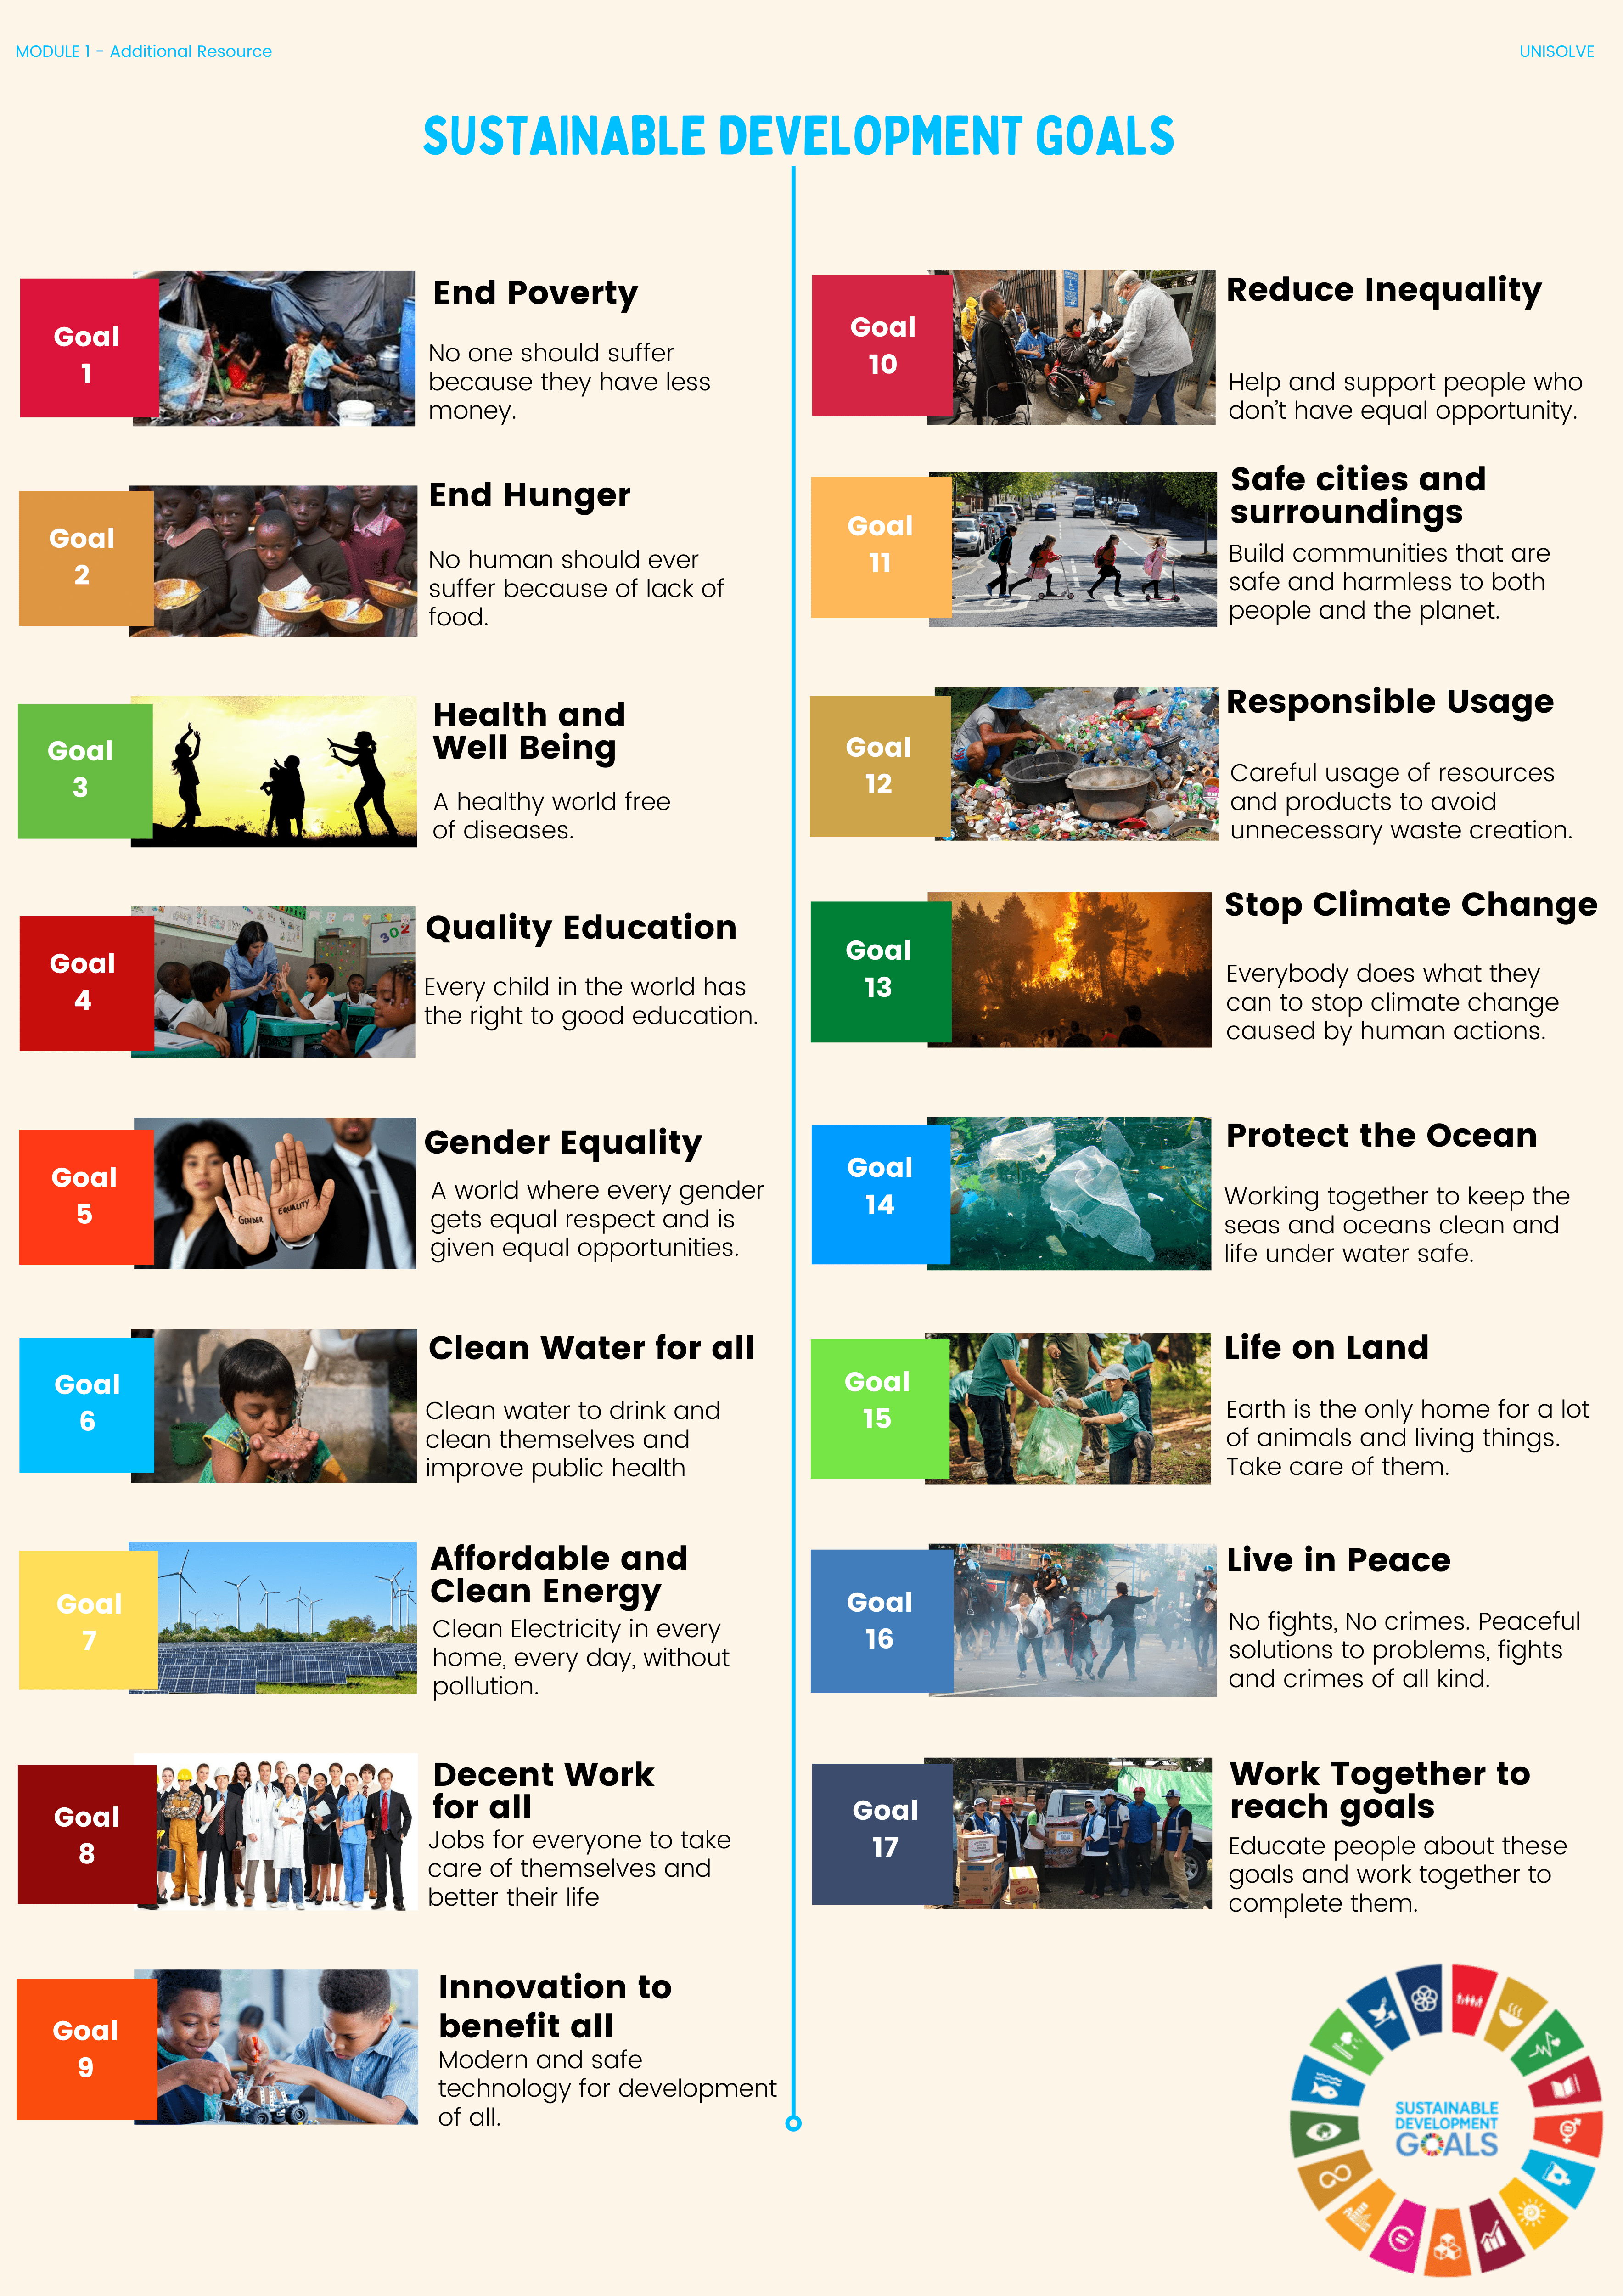 MODULE 1 - Additional Resource
UNISOLVE
SUSTAINABLE DEVELOPMENT GOALS
Goal
1
End Poverty
No one should suffer
because they have less
money.
Goal
2
End Hunger
No human should ever
suffer because of lack of
food.
Goal
3
Health and
Well Being
A healthy world free
of diseases.
Goal
4
302
Quality Education
Every child in the world has
the right to good education.
Goal
5
GENDER
EQUALITY
Gender Equality
A world where every gender
gets equal respect and is
given equal opportunities.
Goal
6
Clean Water for all
Clean water to drink and
clean themselves and
improve public health
Goal
7
Affordable and
Clean Energy
Clean Electricity in every
home, every day, without
pollution.
Goal
8
Decent Work
for all
Jobs for everyone to take
care of themselves and
better their life
Goal
9
Innovation to
benefit all
Modern and safe
technology for development
of all.
Goal
10
Reduce Inequality
Help and support people who
don't have equal opportunity.
Goal
11
Safe cities and
surroundings
Build communities that are
safe and harmless to both
people and the planet.
Goal
12
Responsible Usage
Careful usage of resources
and products to avoid
unnecessary waste creation.
Goal
13
Stop Climate Change
Everybody does what they
can to stop climate change
caused by human actions.
Goal
14
Protect the Ocean
Working together to keep the
seas and oceans clean and
life under water safe.
Goal
15
Life on Land
Earth is the only home for a lot
of animals and living things.
Take care of them.
Goal
16
Live in Peace
No fights, No crimes. Peaceful
solutions to problems, fights
and crimes of all kind.
Goal
17
Work Together to
reach goals
Educate people about these
goals and work together to
complete them.
SUSTAINABLE
DEVELOPMENT
GOALS